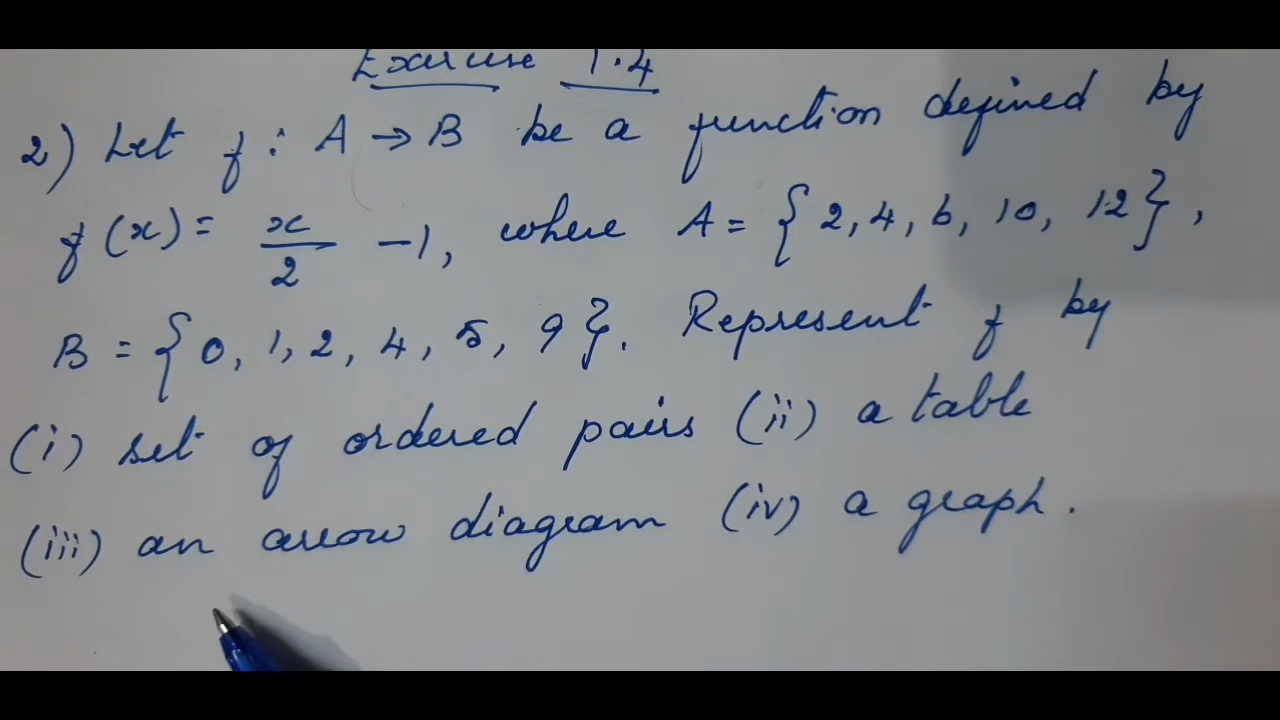 Exercise 1.4
2) Let f : A → B be a function defined by
f(x) = x/2 - 1, where A = { 2, 4, 6, 10, 12 },
B = { 0, 1, 2, 4, 5, 9 }. Represent f by
(i) set of ordered pairs (ii) a table
(iii) an arrow diagram (iv) a graph.